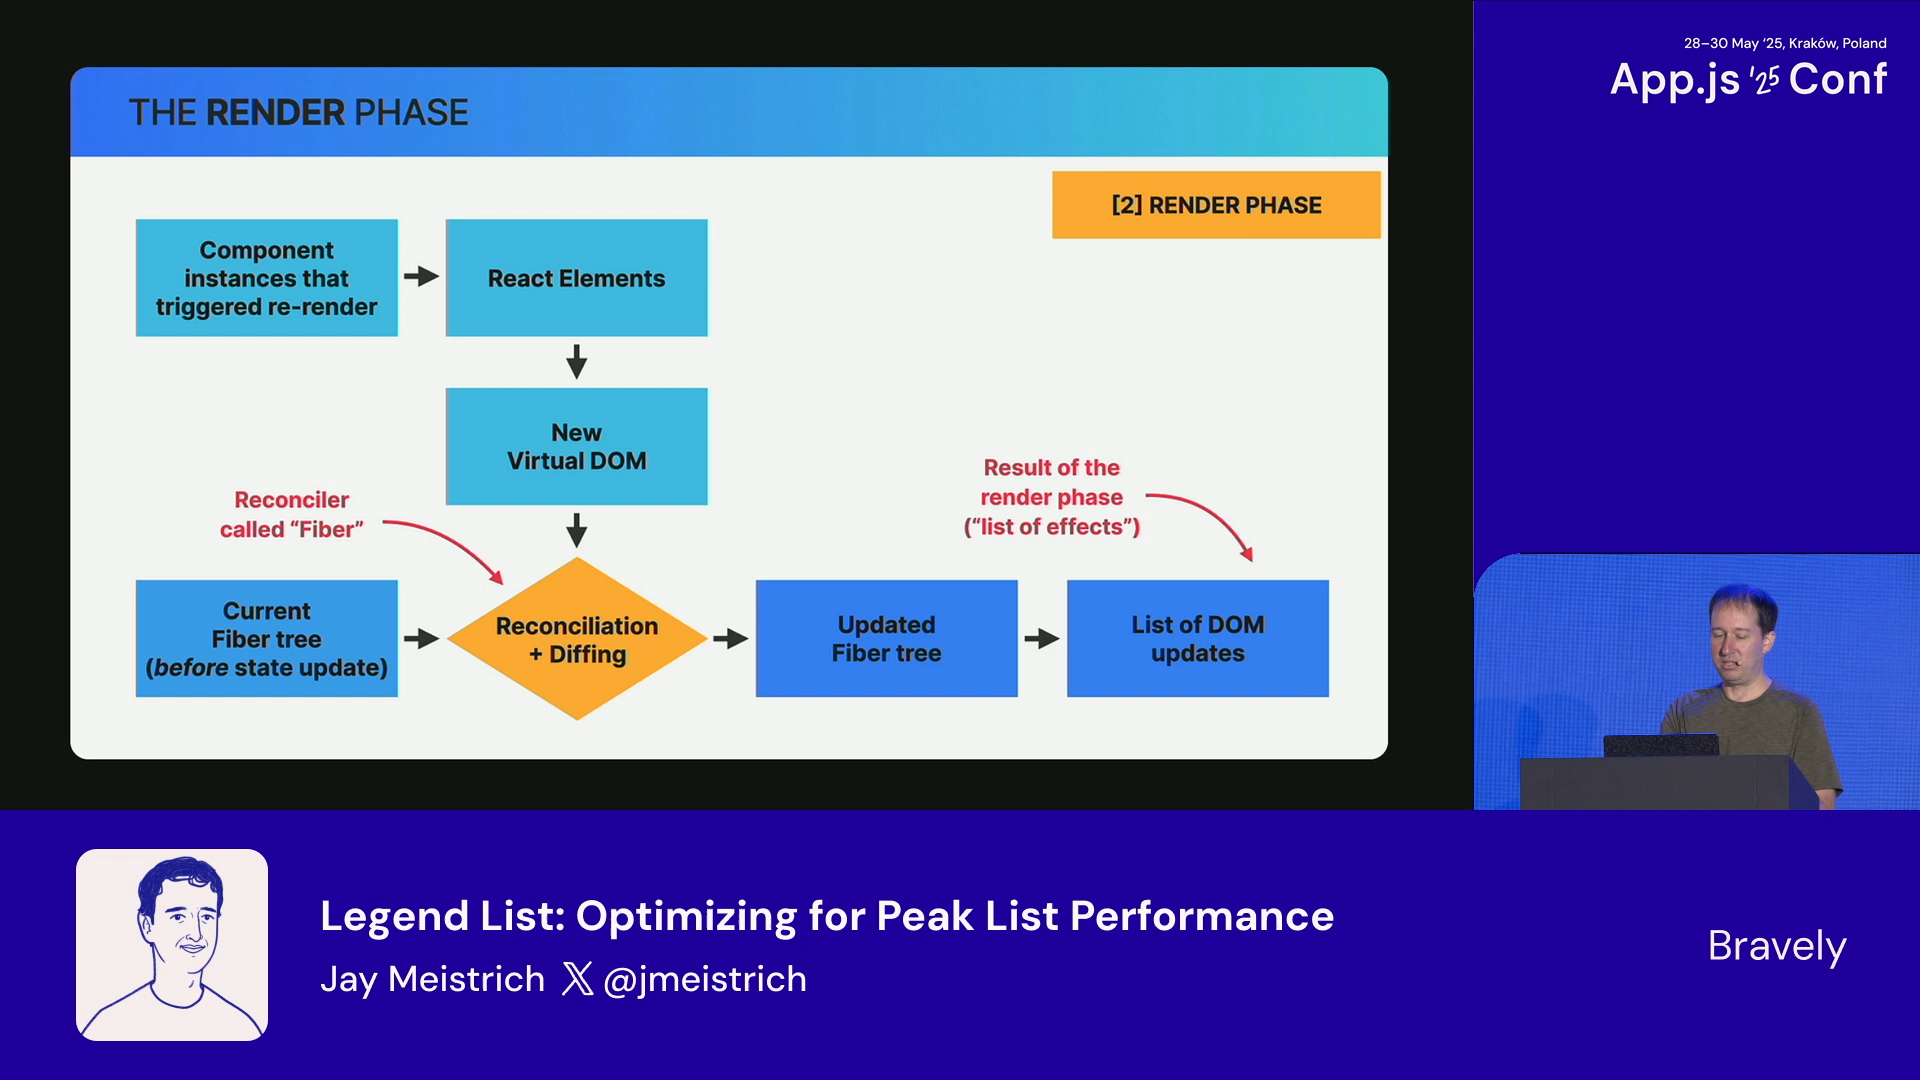 28–30 May ‘25, Kraków, Poland
App.js '25 Conf
THE RENDER PHASE
[2] RENDER PHASE
Component
instances that
triggered re-render
React Elements
New
Virtual DOM
Reconciler
called “Fiber”
Result of the
render phase
(“list of effects”)
Current
Fiber tree
(before state update)
Reconciliation
+ Diffing
Updated
Fiber tree
List of DOM
updates
Legend List: Optimizing for Peak List Performance
Jay Meistrich 𝕏 @jmeistrich
Bravely